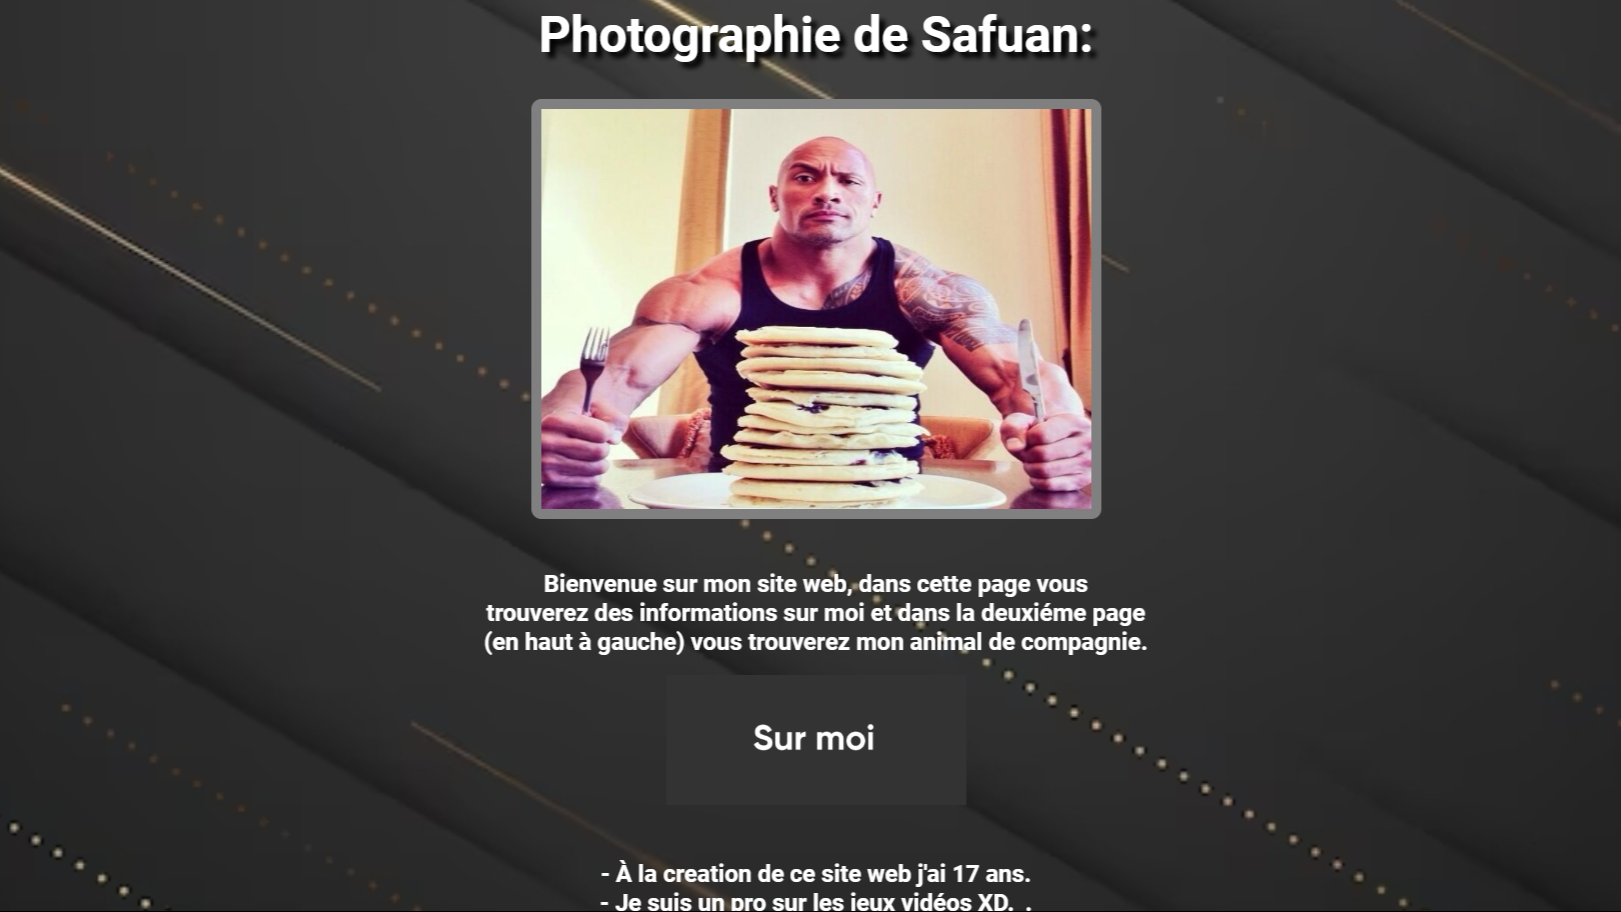 Photographie de Safuan:
Bienvenue sur mon site web, dans cette page vous
trouverez des informations sur moi et dans la deuxiéme page
(en haut à gauche) vous trouverez mon animal de compagnie.
Sur moi
- À la creation de ce site web j'ai 17 ans.
- Je suis un pro sur les jeux vidéos XD. .